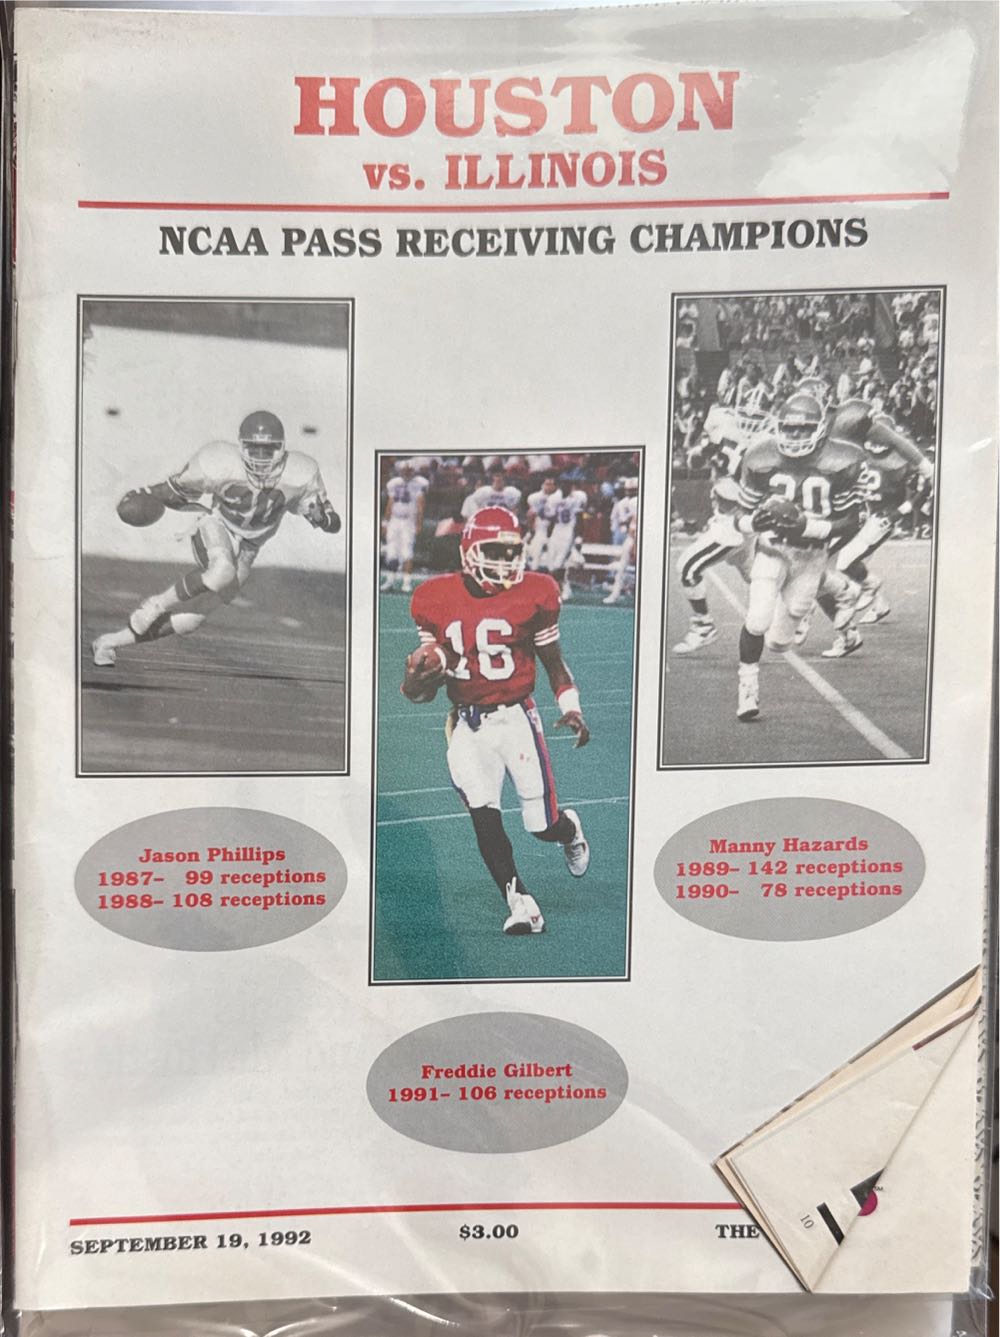 HOUSTON
vs. ILLINOIS
NCAA PASS RECEIVING CHAMPIONS
20
16
Jason Phillips
1987– 99 receptions
1988– 108 receptions
Manny Hazards
1989– 142 receptions
1990– 78 receptions
Freddie Gilbert
1991– 106 receptions
SEPTEMBER 19, 1992
$3.00
THE
10